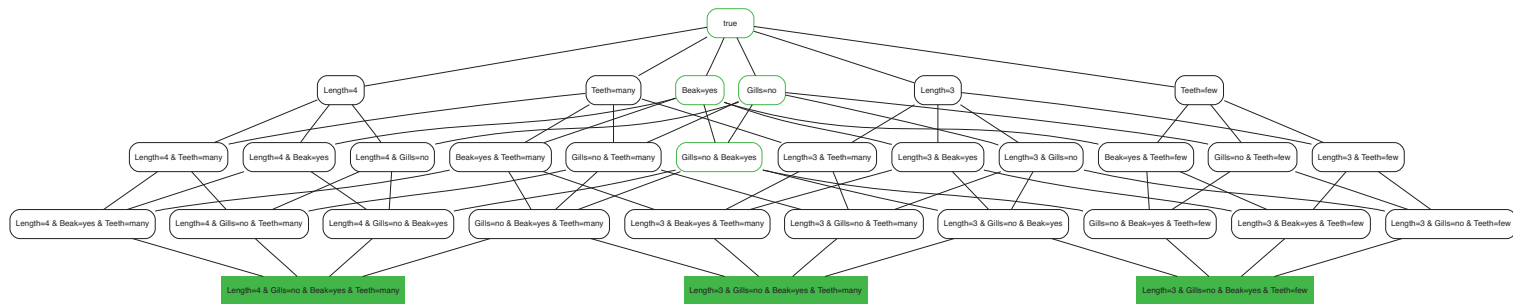 true
Length=4
Teeth=many
Beak=yes
Gills=no
Length=3
Teeth=few
Length=4 & Teeth=many
Length=4 & Beak=yes
Length=4 & Gills=no
Beak=yes & Teeth=many
Gills=no & Teeth=many
Gills=no & Beak=yes
Length=3 & Teeth=many
Length=3 & Beak=yes
Length=3 & Gills=no
Beak=yes & Teeth=few
Gills=no & Teeth=few
Length=3 & Teeth=few
Length=4 & Beak=yes & Teeth=many
Length=4 & Gills=no & Teeth=many
Length=4 & Gills=no & Beak=yes
Gills=no & Beak=yes & Teeth=many
Length=3 & Beak=yes & Teeth=many
Length=3 & Gills=no & Teeth=many
Length=3 & Gills=no & Beak=yes
Gills=no & Beak=yes & Teeth=few
Length=3 & Beak=yes & Teeth=few
Length=3 & Gills=no & Teeth=few
Length=4 & Gills=no & Beak=yes & Teeth=many
Length=3 & Gills=no & Beak=yes & Teeth=many
Length=3 & Gills=no & Beak=yes & Teeth=few